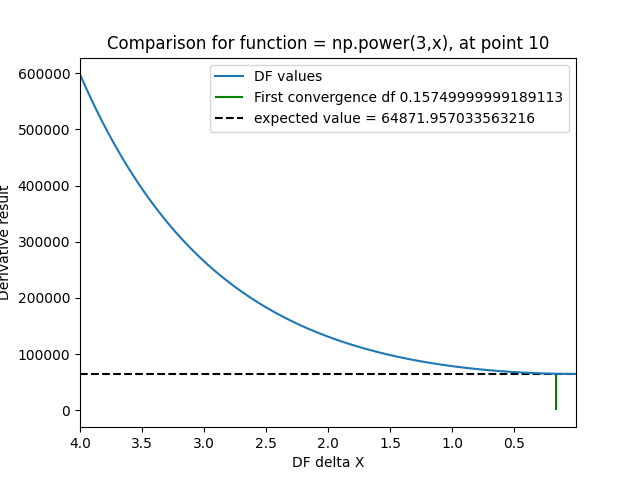 Comparison for function = np.power(3,x), at point 10
DF values
First convergence df 0.15749999999189113
expected value = 64871.957033563216
600000
500000
400000
300000
200000
100000
0
Derivative result
4.0 3.5 3.0 2.5 2.0 1.5 1.0 0.5
DF delta X